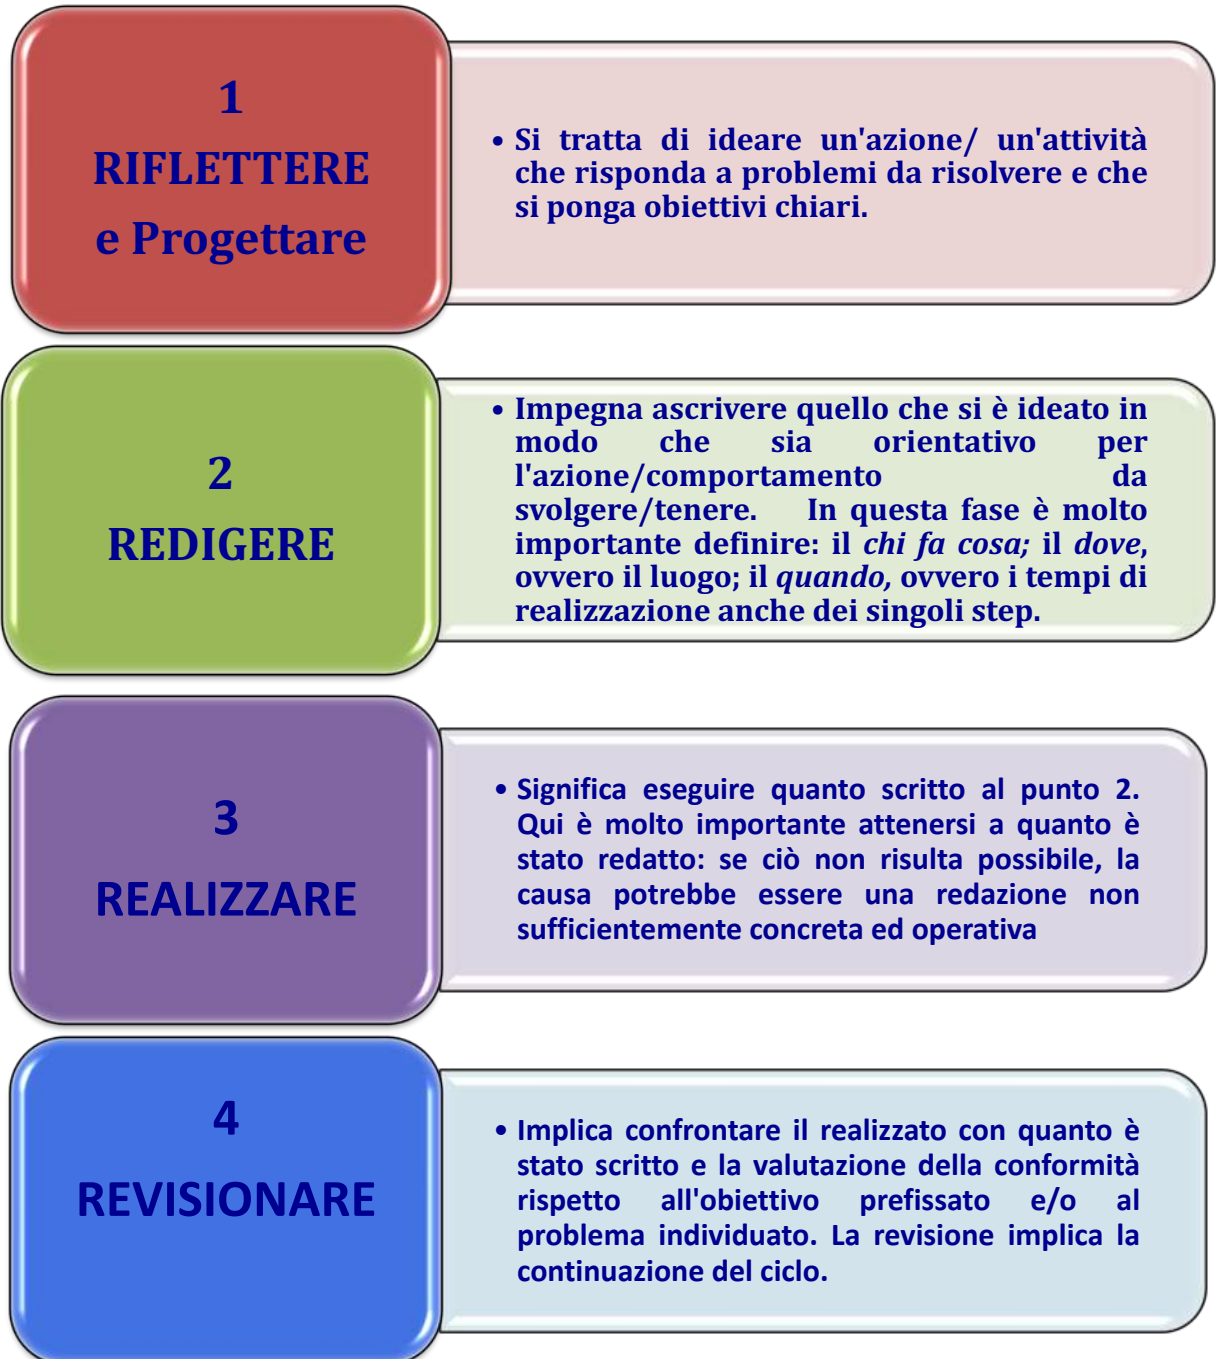 1
RIFLETTERE
e Progettare
• Si tratta di ideare un'azione/ un'attività
che risponda a problemi da risolvere e che
si ponga obiettivi chiari.
2
REDIGERE
• Impegna ascrivere quello che si è ideato in
modo che sia orientativo per
l'azione/comportamento da
svolgere/tenere. In questa fase è molto
importante definire: il chi fa cosa; il dove,
ovvero il luogo; il quando, ovvero i tempi di
realizzazione anche dei singoli step.
3
REALIZZARE
• Significa eseguire quanto scritto al punto 2.
Qui è molto importante attenersi a quanto è
stato redatto: se ciò non risulta possibile, la
causa potrebbe essere una redazione non
sufficientemente concreta ed operativa
4
REVISIONARE
• Implica confrontare il realizzato con quanto è
stato scritto e la valutazione della conformità
rispetto all'obiettivo prefissato e/o al
problema individuato. La revisione implica la
continuazione del ciclo.